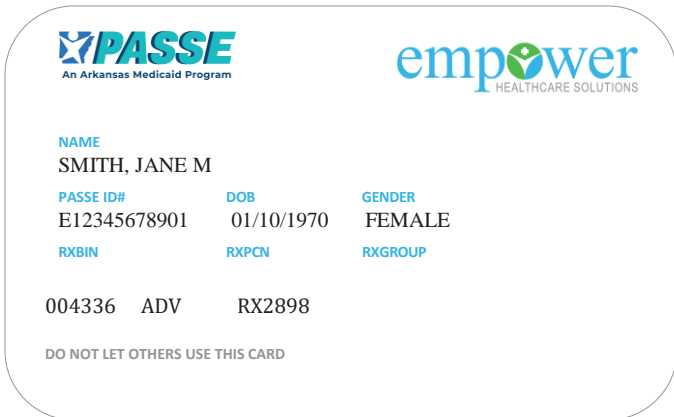 PASSE
An Arkansas Medicaid Program
empower
HEALTHCARE SOLUTIONS
NAME
SMITH, JANE M
PASSE ID# DOB GENDER
E12345678901 01/10/1970 FEMALE
RXBIN RXPCN RXGROUP
004336 ADV RX2898
DO NOT LET OTHERS USE THIS CARD